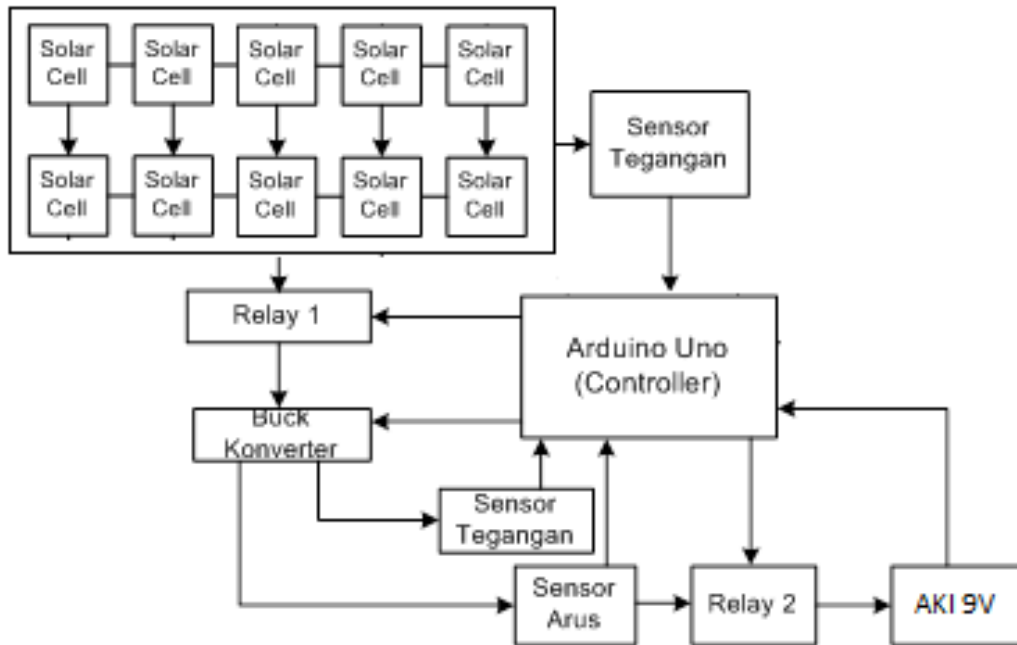 Solar
Cell
Solar
Cell
Solar
Cell
Solar
Cell
Solar
Cell
Solar
Cell
Solar
Cell
Solar
Cell
Solar
Cell
Solar
Cell
Sensor
Tegangan
Relay 1
Arduino Uno
(Controller)
Buck
Konverter
Sensor
Tegangan
Sensor
Arus
Relay 2
AKI 9V